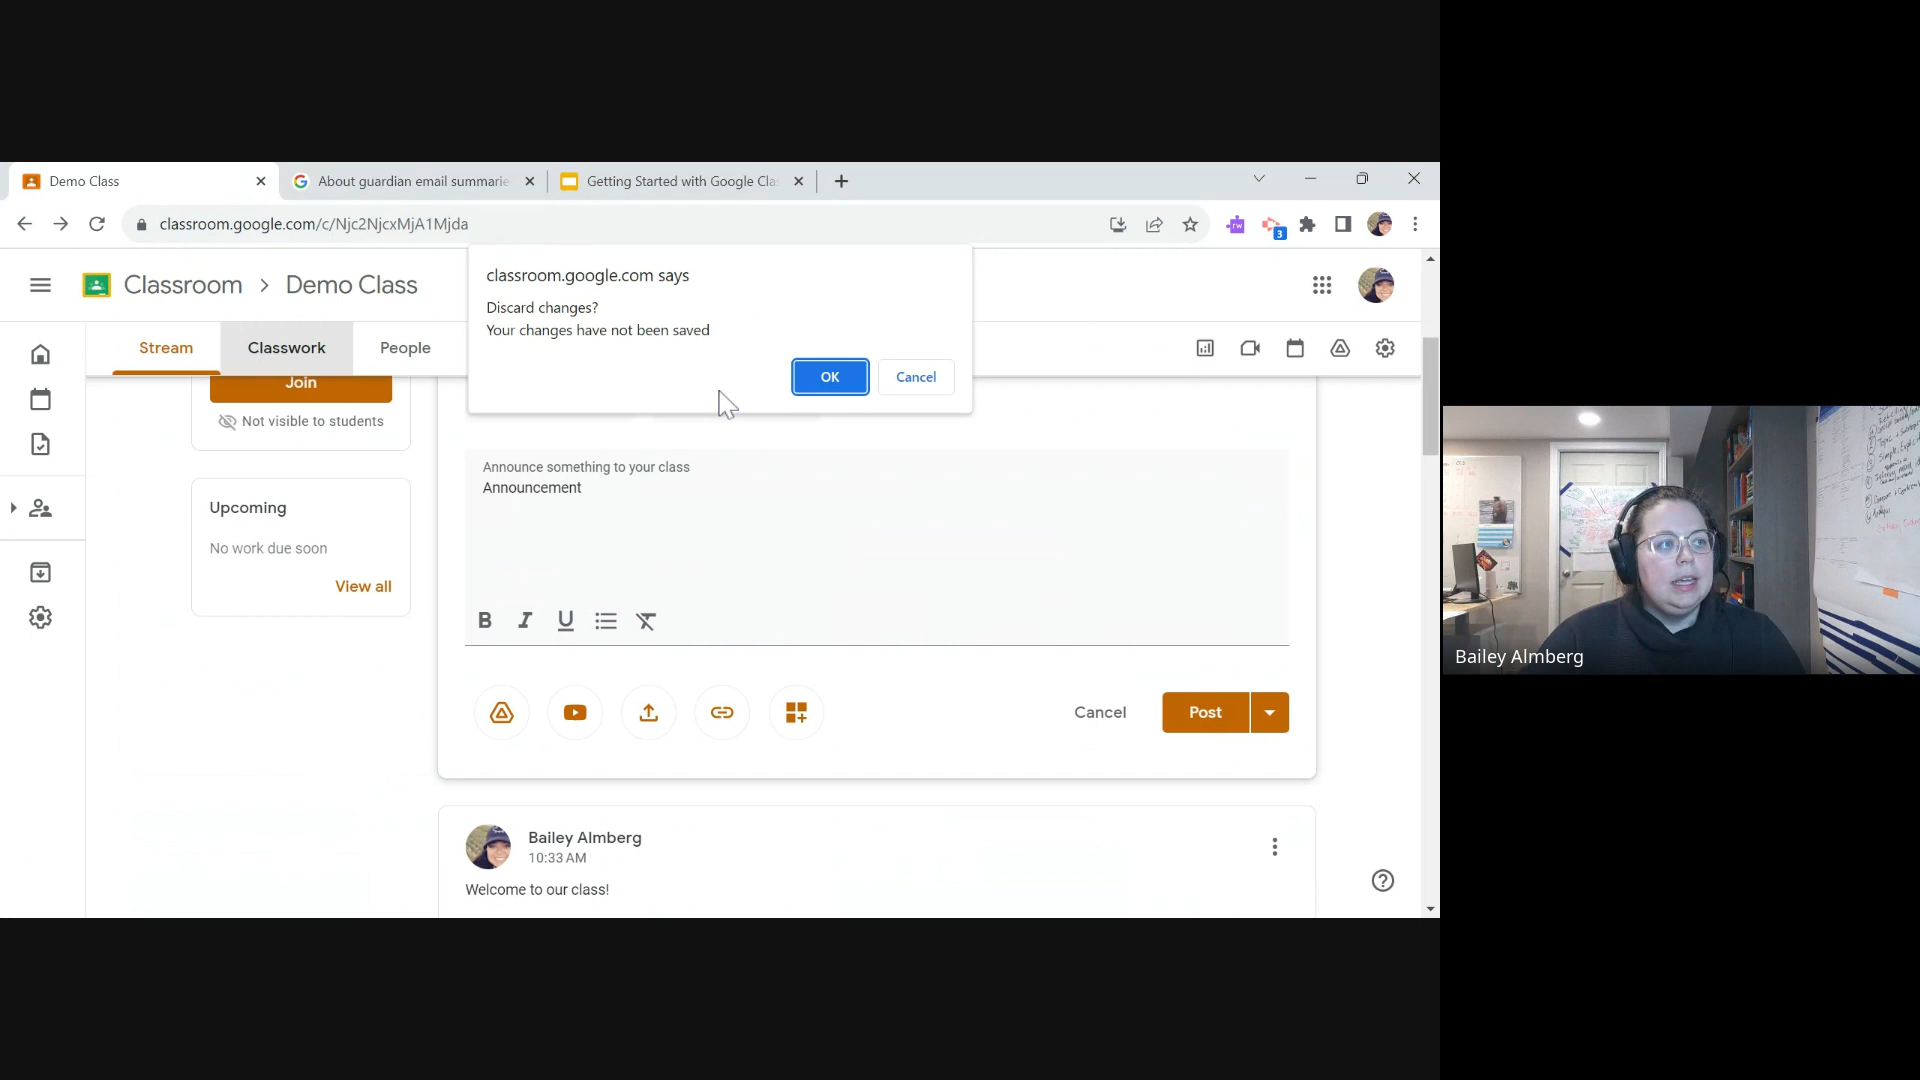 Demo Class
About guardian email summarie
Getting Started with Google Cla
classroom.google.com/c/Njc2NjcxMjA1Mjda
3
Classroom > Demo Class
classroom.google.com says
Discard changes?
Your changes have not been saved
OK
Cancel
Stream
Classwork
People
Join
Not visible to students
Upcoming
No work due soon
View all
Announce something to your class
Announcement
B I U
Cancel
Post
Bailey Almberg
10:33 AM
Welcome to our class!
Bailey Almberg